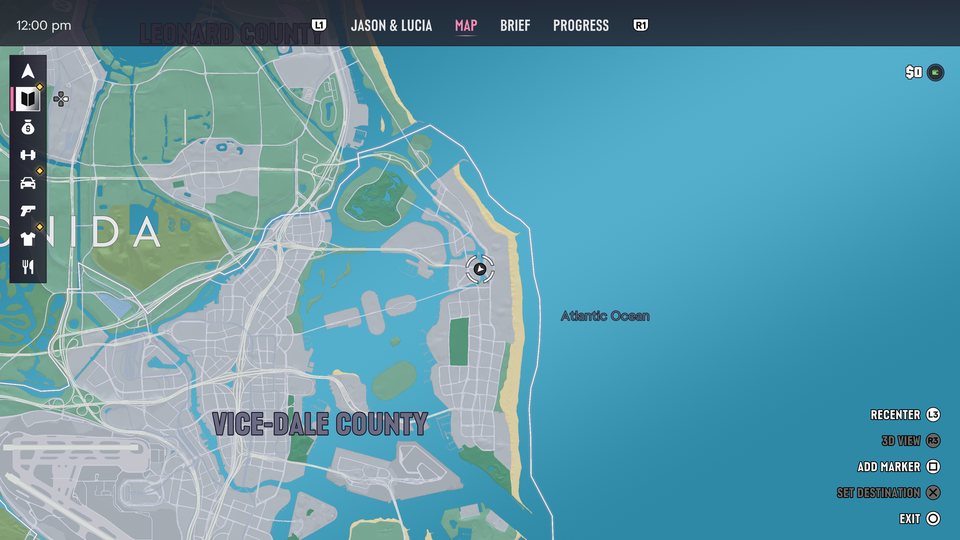 12:00 pm
L1
JASON & LUCIA
MAP
BRIEF
PROGRESS
R1
LEONARD COUNTY
$0
NIDA
Atlantic Ocean
VICE-DALE COUNTY
RECENTER L3
3D VIEW R3
ADD MARKER
SET DESTINATION
EXIT